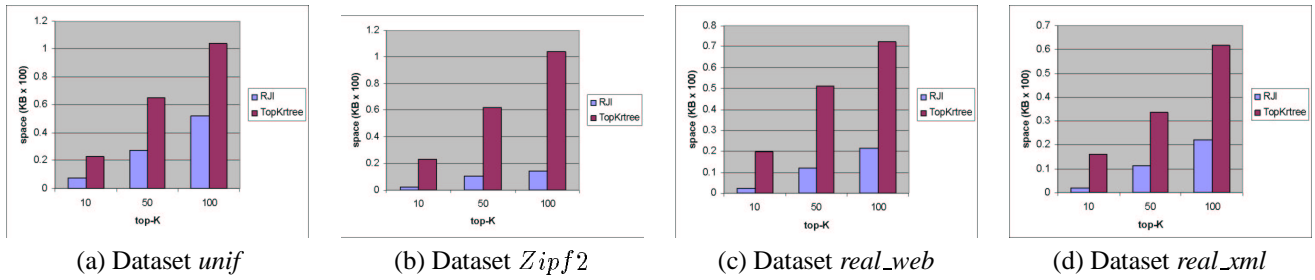 1.2
1
0.8
0.6
0.4
0.2
0
space (KB x 100)
10 50 100
top-K
RJI
TopKrtree
(a) Dataset unif
1.2
1
0.8
0.6
0.4
0.2
0
space (KB x 100)
10 50 100
top-K
RJI
TopKrtree
(b) Dataset Zipf2
0.8
0.7
0.6
0.5
0.4
0.3
0.2
0.1
0
space (KB x 100)
10 50 100
top-K
RJI
TopKrtree
(c) Dataset real_web
0.7
0.6
0.5
0.4
0.3
0.2
0.1
0
space (KB x 100)
10 50 100
top-K
RJI
TopKrtree
(d) Dataset real_xml